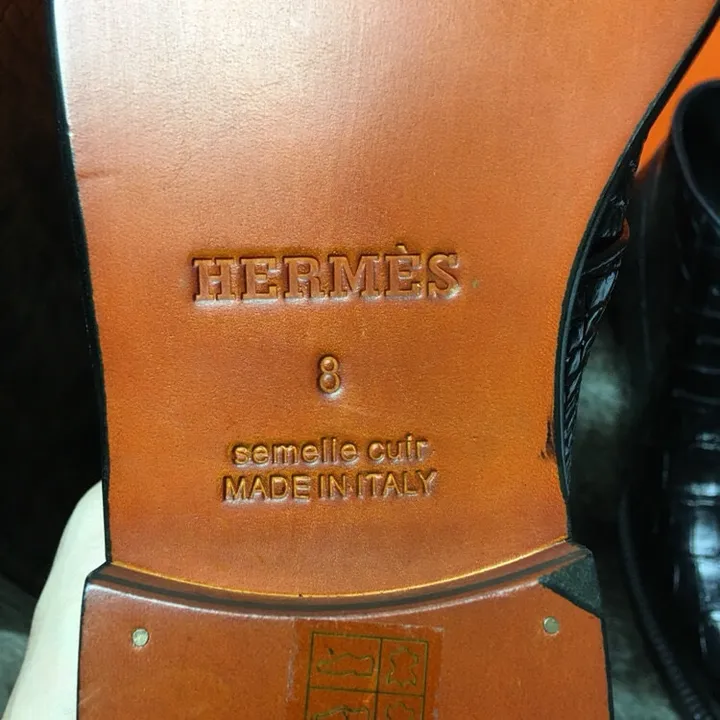 HERMÈS
8
semelle cuir
MADE IN ITALY